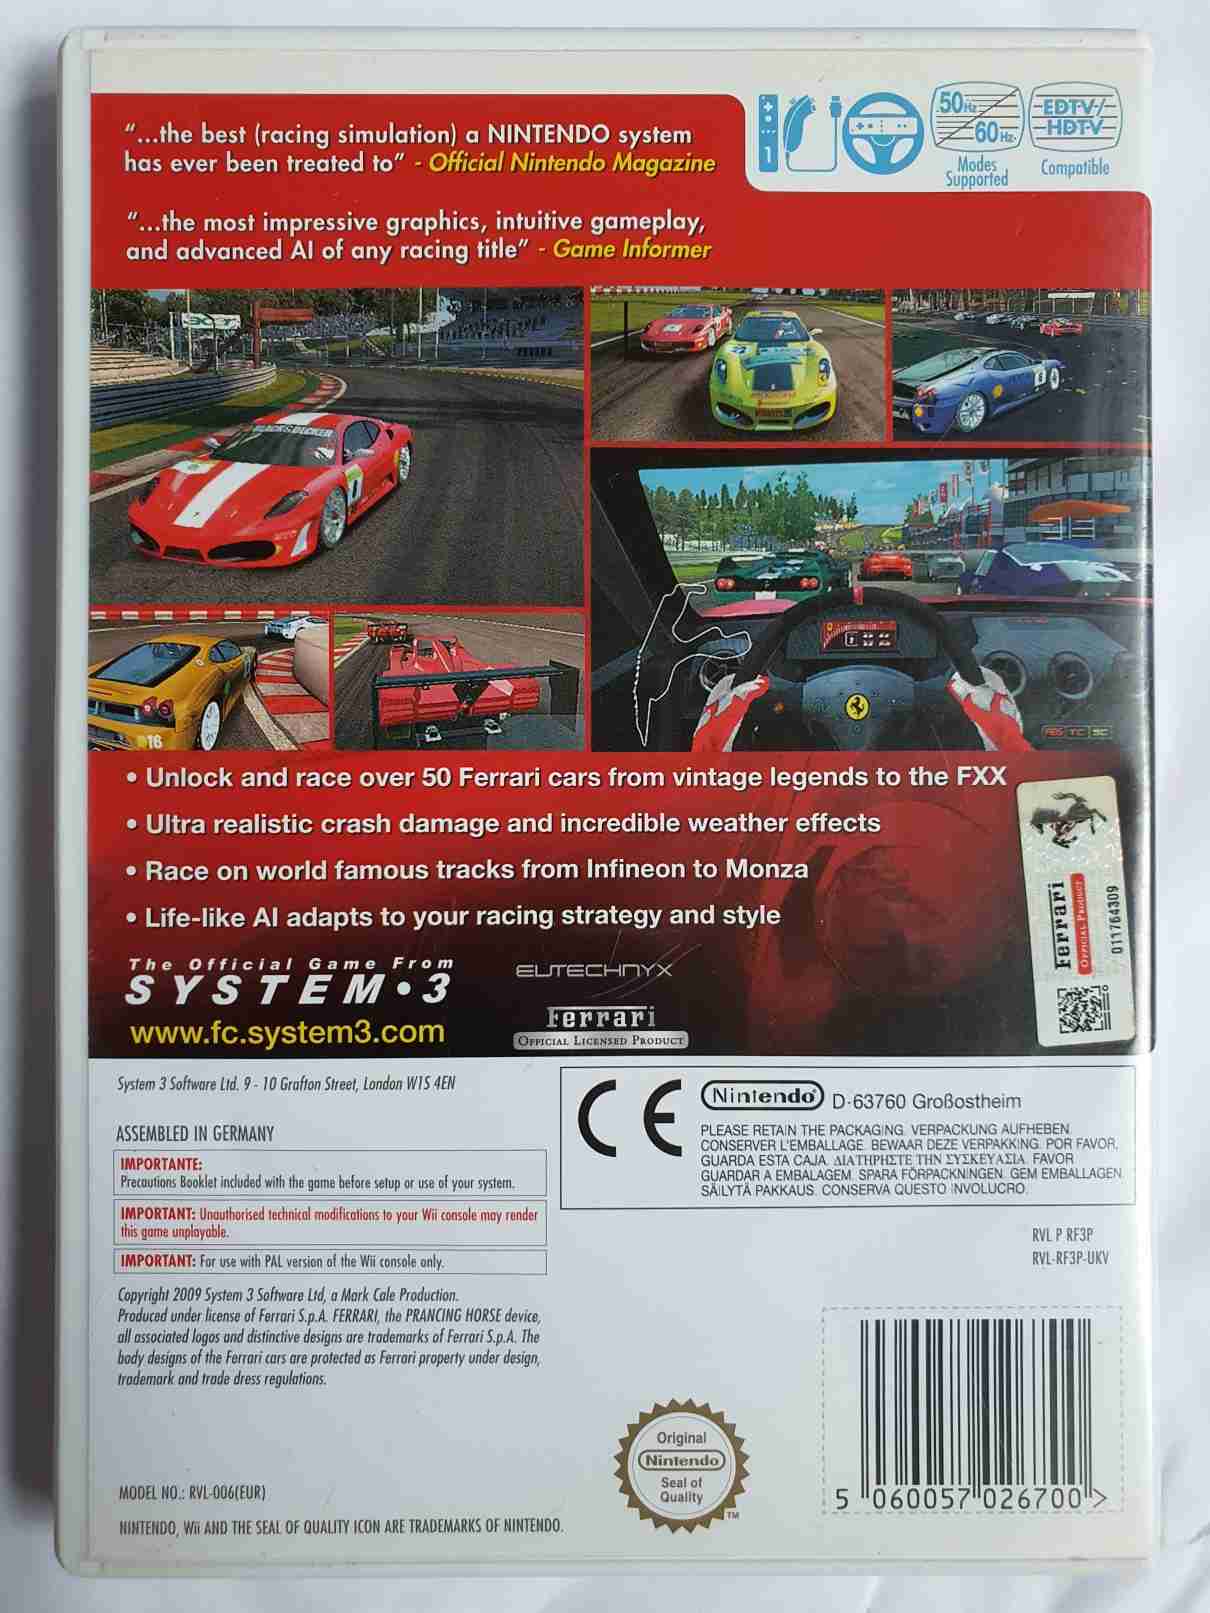 “...the best (racing simulation) a NINTENDO system
has ever been treated to” - Official Nintendo Magazine
“...the most impressive graphics, intuitive gameplay,
and advanced AI of any racing title” - Game Informer
1
50Hz
60Hz
Modes
Supported
EDTV/
HDTV
Compatible
16
ABS TC SC
• Unlock and race over 50 Ferrari cars from vintage legends to the FXX
• Ultra realistic crash damage and incredible weather effects
• Race on world famous tracks from Infineon to Monza
• Life-like AI adapts to your racing strategy and style
Ferrari
OFFICIAL PRODUCT
011764309
The Official Game From
SYSTEM•3
www.fc.system3.com
EUTECHNYX
Ferrari
OFFICIAL LICENSED PRODUCT
System 3 Software Ltd. 9 - 10 Grafton Street, London W1S 4EN
ASSEMBLED IN GERMANY
IMPORTANTE:
Precautions Booklet included with the game before setup or use of your system.
IMPORTANT: Unauthorised technical modifications to your Wii console may render
this game unplayable.
IMPORTANT: For use with PAL version of the Wii console only.
CE
Nintendo D-63760 Großostheim
PLEASE RETAIN THE PACKAGING. VERPACKUNG AUFHEBEN.
CONSERVER L'EMBALLAGE. BEWAAR DEZE VERPAKKING. POR FAVOR,
GUARDA ESTA CAJA. ΔΙΑΤΗΡΗΣΤΕ ΤΗΝ ΣΥΣΚΕΥΑΣΙΑ. FAVOR
GUARDAR A EMBALAGEM. SPARA FÖRPACKNINGEN. GEM EMBALLAGEN.
SÄILYTÄ PAKKAUS. CONSERVA QUESTO INVOLUCRO.
RVL P RF3P
RVL-RF3P-UKV
Copyright 2009 System 3 Software Ltd, a Mark Cale Production.
Produced under license of Ferrari S.p.A. FERRARI, the PRANCING HORSE device,
all associated logos and distinctive designs are trademarks of Ferrari S.p.A. The
body designs of the Ferrari cars are protected as Ferrari property under design,
trademark and trade dress regulations.
Original
Nintendo
Seal of
Quality
TM
5 060057 026700 >
MODEL NO.: RVL-006(EUR)
NINTENDO, Wii AND THE SEAL OF QUALITY ICON ARE TRADEMARKS OF NINTENDO.